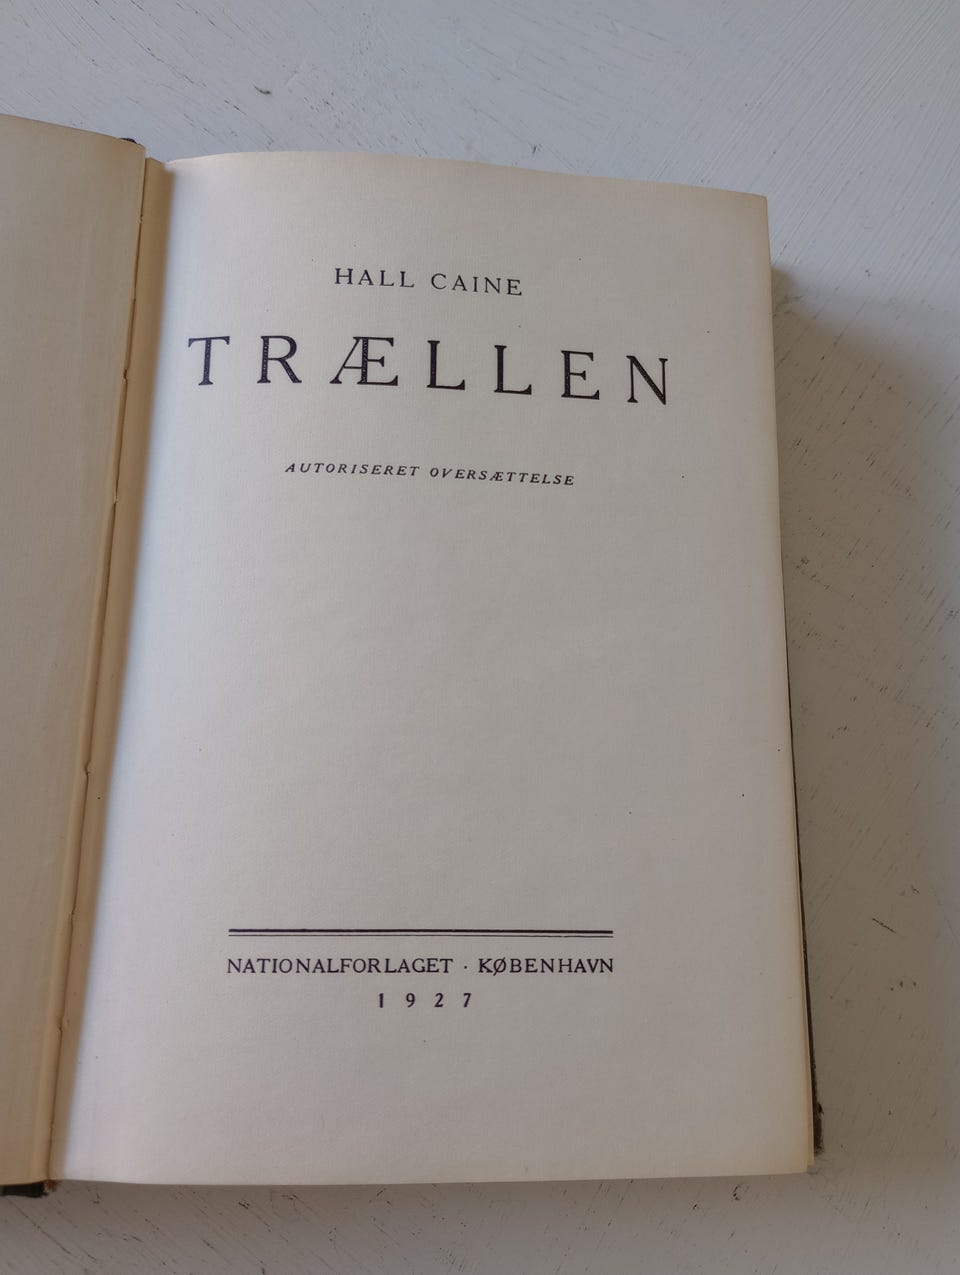 HALL CAINE
TRÆLLEN
AUTORISERET OVERSÆTTELSE
NATIONALFORLAGET · KØBENHAVN
1927